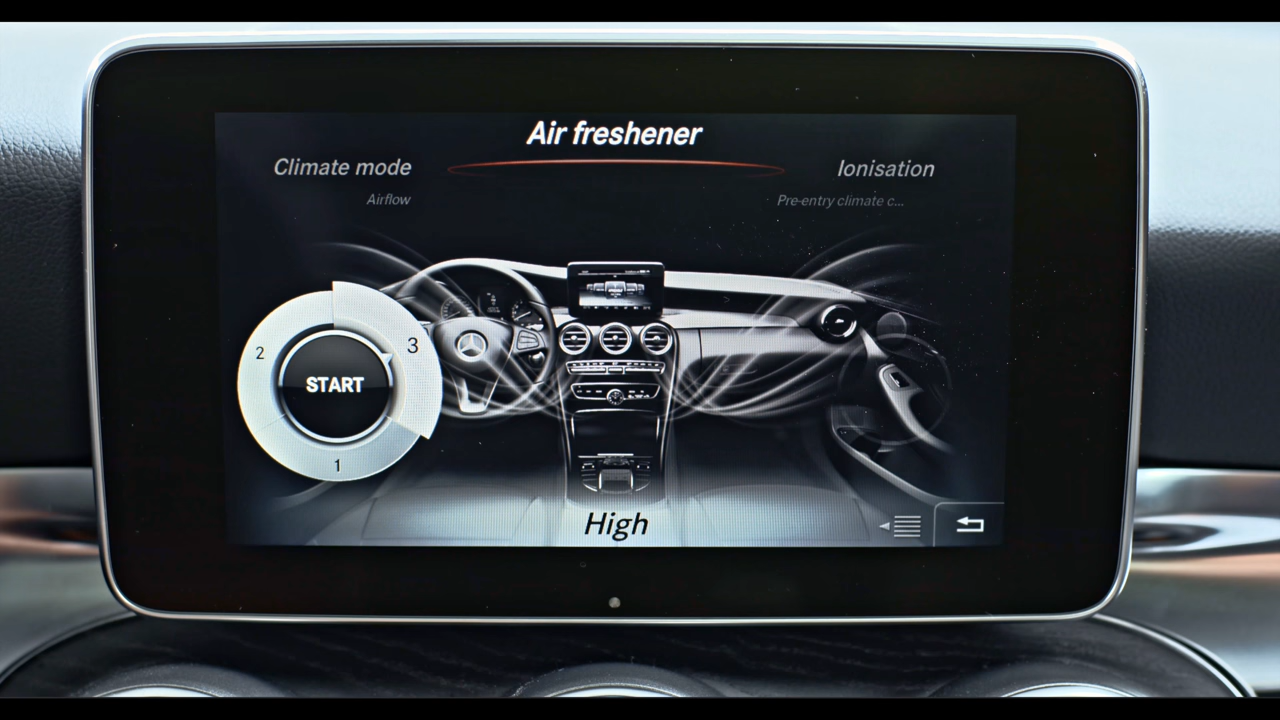 Air freshener
Climate mode
Ionisation
Airflow
Pre-entry climate c...
2
3
START
1
High